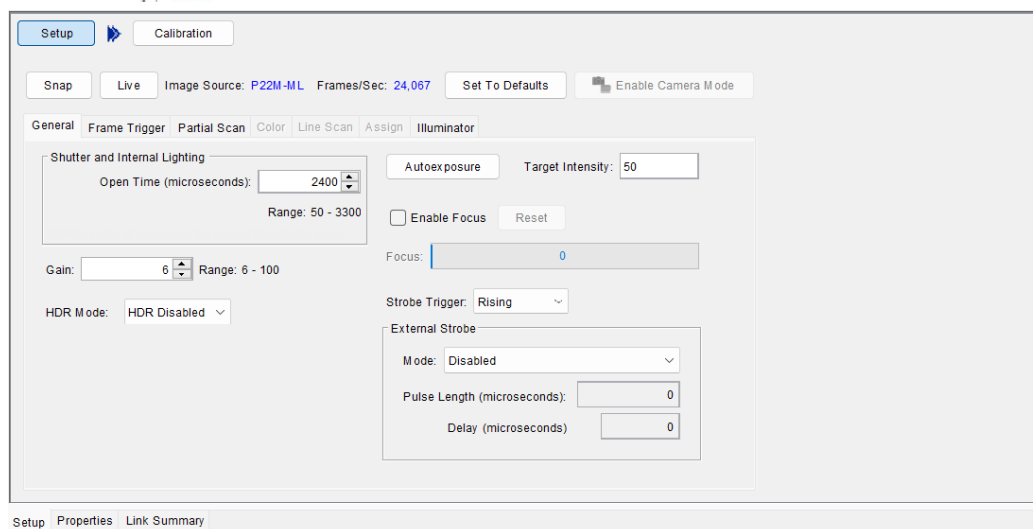 Setup Calibration
Snap Live Image Source: P22M-ML Frames/Sec: 24,067 Set To Defaults Enable Camera Mode
General Frame Trigger Partial Scan Color Line Scan Assign Illuminator
Shutter and Internal Lighting
Open Time (microseconds): 2400
Range: 50 - 3300
Gain: 6 Range: 6 - 100
HDR Mode: HDR Disabled
Autoexposure Target Intensity: 50
Enable Focus Reset
Focus: 0
Strobe Trigger: Rising
External Strobe
Mode: Disabled
Pulse Length (microseconds): 0
Delay (microseconds) 0
Setup Properties Link Summary